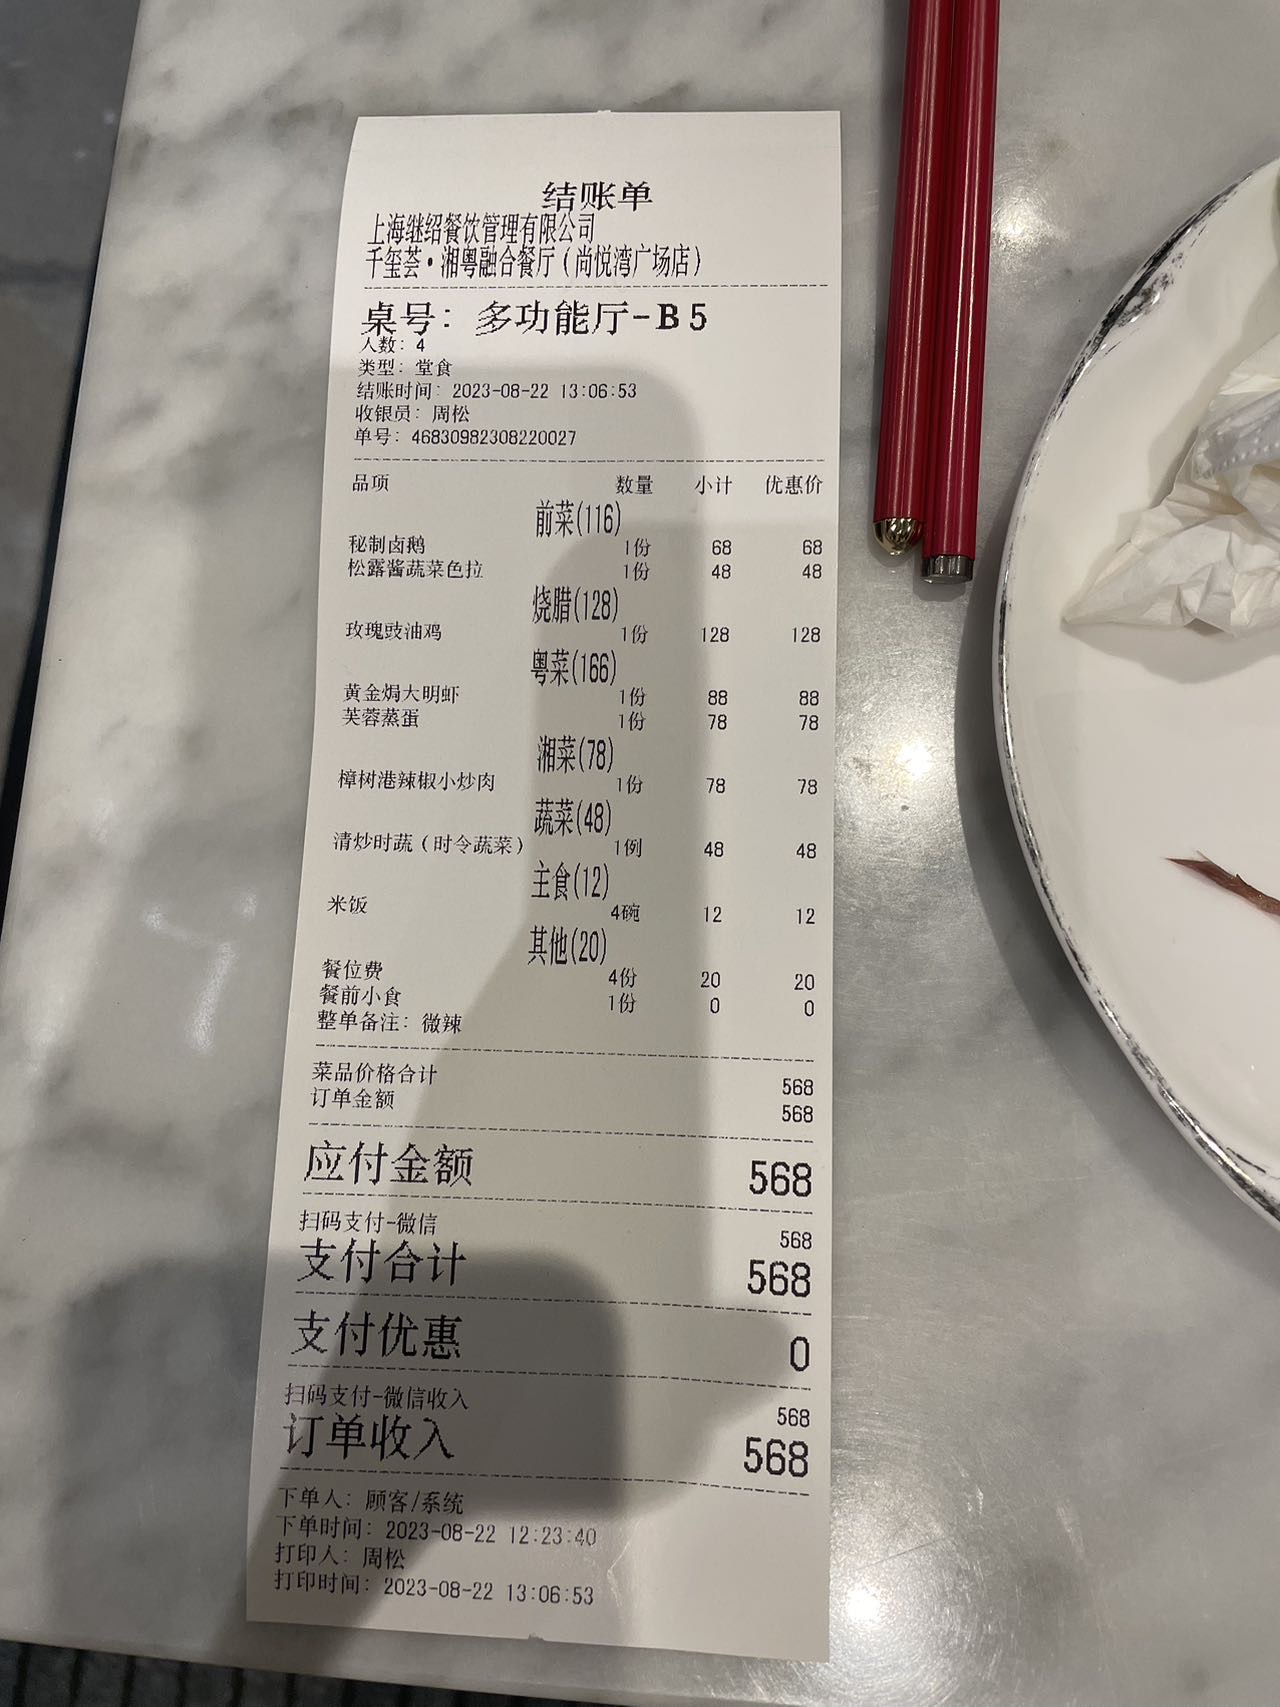 结账单
上海继绍餐饮管理有限公司
千玺荟•湘粤融合餐厅（尚悦湾广场店）
桌号：多功能厅-B5
人数：4
类型：堂食
结账时间：2023-08-22 13:06:53
收银员：周松
单号：46830982308220027
品项 数量 小计 优惠价
前菜(116)
秘制卤鹅 1份 68 68
松露酱蔬菜色拉 1份 48 48
烧腊(128)
玫瑰豉油鸡 1份 128 128
粤菜(166)
黄金焗大明虾 1份 88 88
芙蓉蒸蛋 1份 78 78
湘菜(78)
樟树港辣椒小炒肉 1份 78 78
蔬菜(48)
清炒时蔬（时令蔬菜） 1例 48 48
主食(12)
米饭 4碗 12 12
其他(20)
餐位费 4份 20 20
餐前小食 1份 0 0
整单备注：微辣
菜品价格合计 568
订单金额 568
应付金额 568
扫码支付-微信 568
支付合计 568
支付优惠 0
扫码支付-微信收入 568
订单收入 568
下单人：顾客/系统
下单时间：2023-08-22 12:23:40
打印人：周松
打印时间：2023-08-22 13:06:53